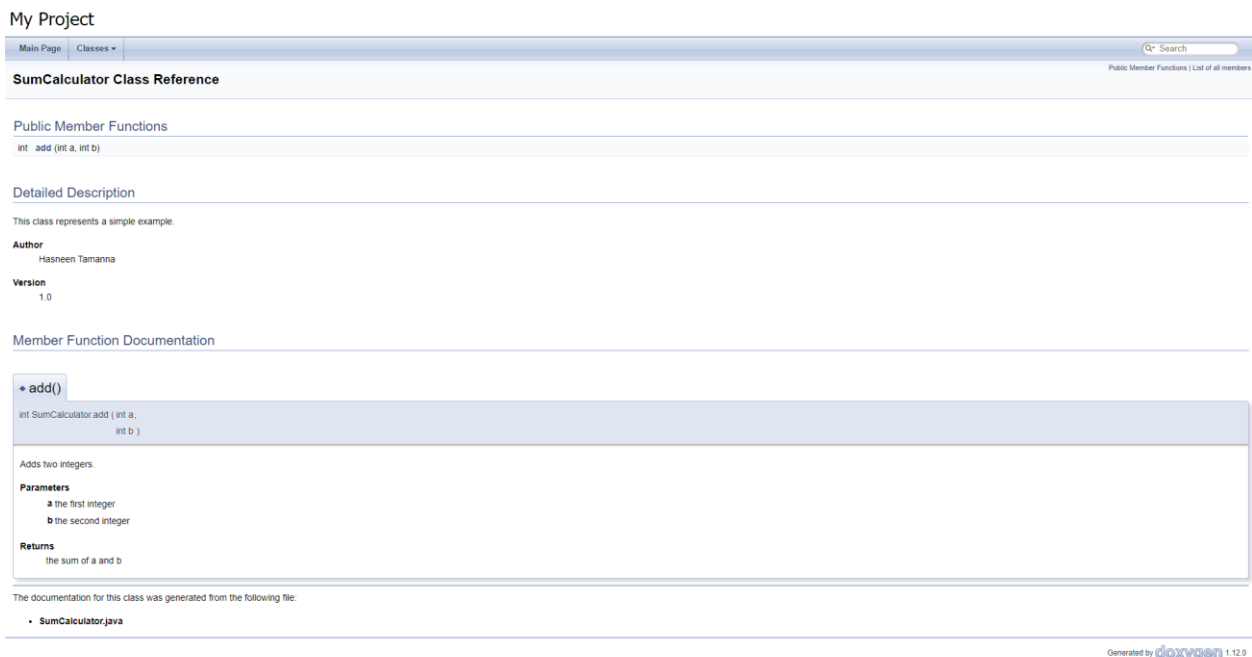 My Project
Main Page Classes Search
Public Member Functions | List of all members
SumCalculator Class Reference
Public Member Functions
int add (int a, int b)
Detailed Description
This class represents a simple example.
Author
Hasneen Tamanna
Version
1.0
Member Function Documentation
◆ add()
int SumCalculator.add ( int a,
int b )
Adds two integers.
Parameters
a the first integer
b the second integer
Returns
the sum of a and b
The documentation for this class was generated from the following file:
• SumCalculator.java
Generated by doxygen 1.12.0